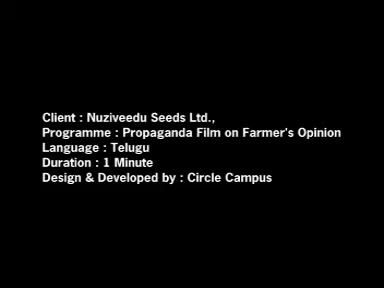 Client : Nuziveedu Seeds Ltd.,
Programme : Propaganda Film on Farmer's Opinion
Language : Telugu
Duration : 1 Minute
Design & Developed by : Circle Campus